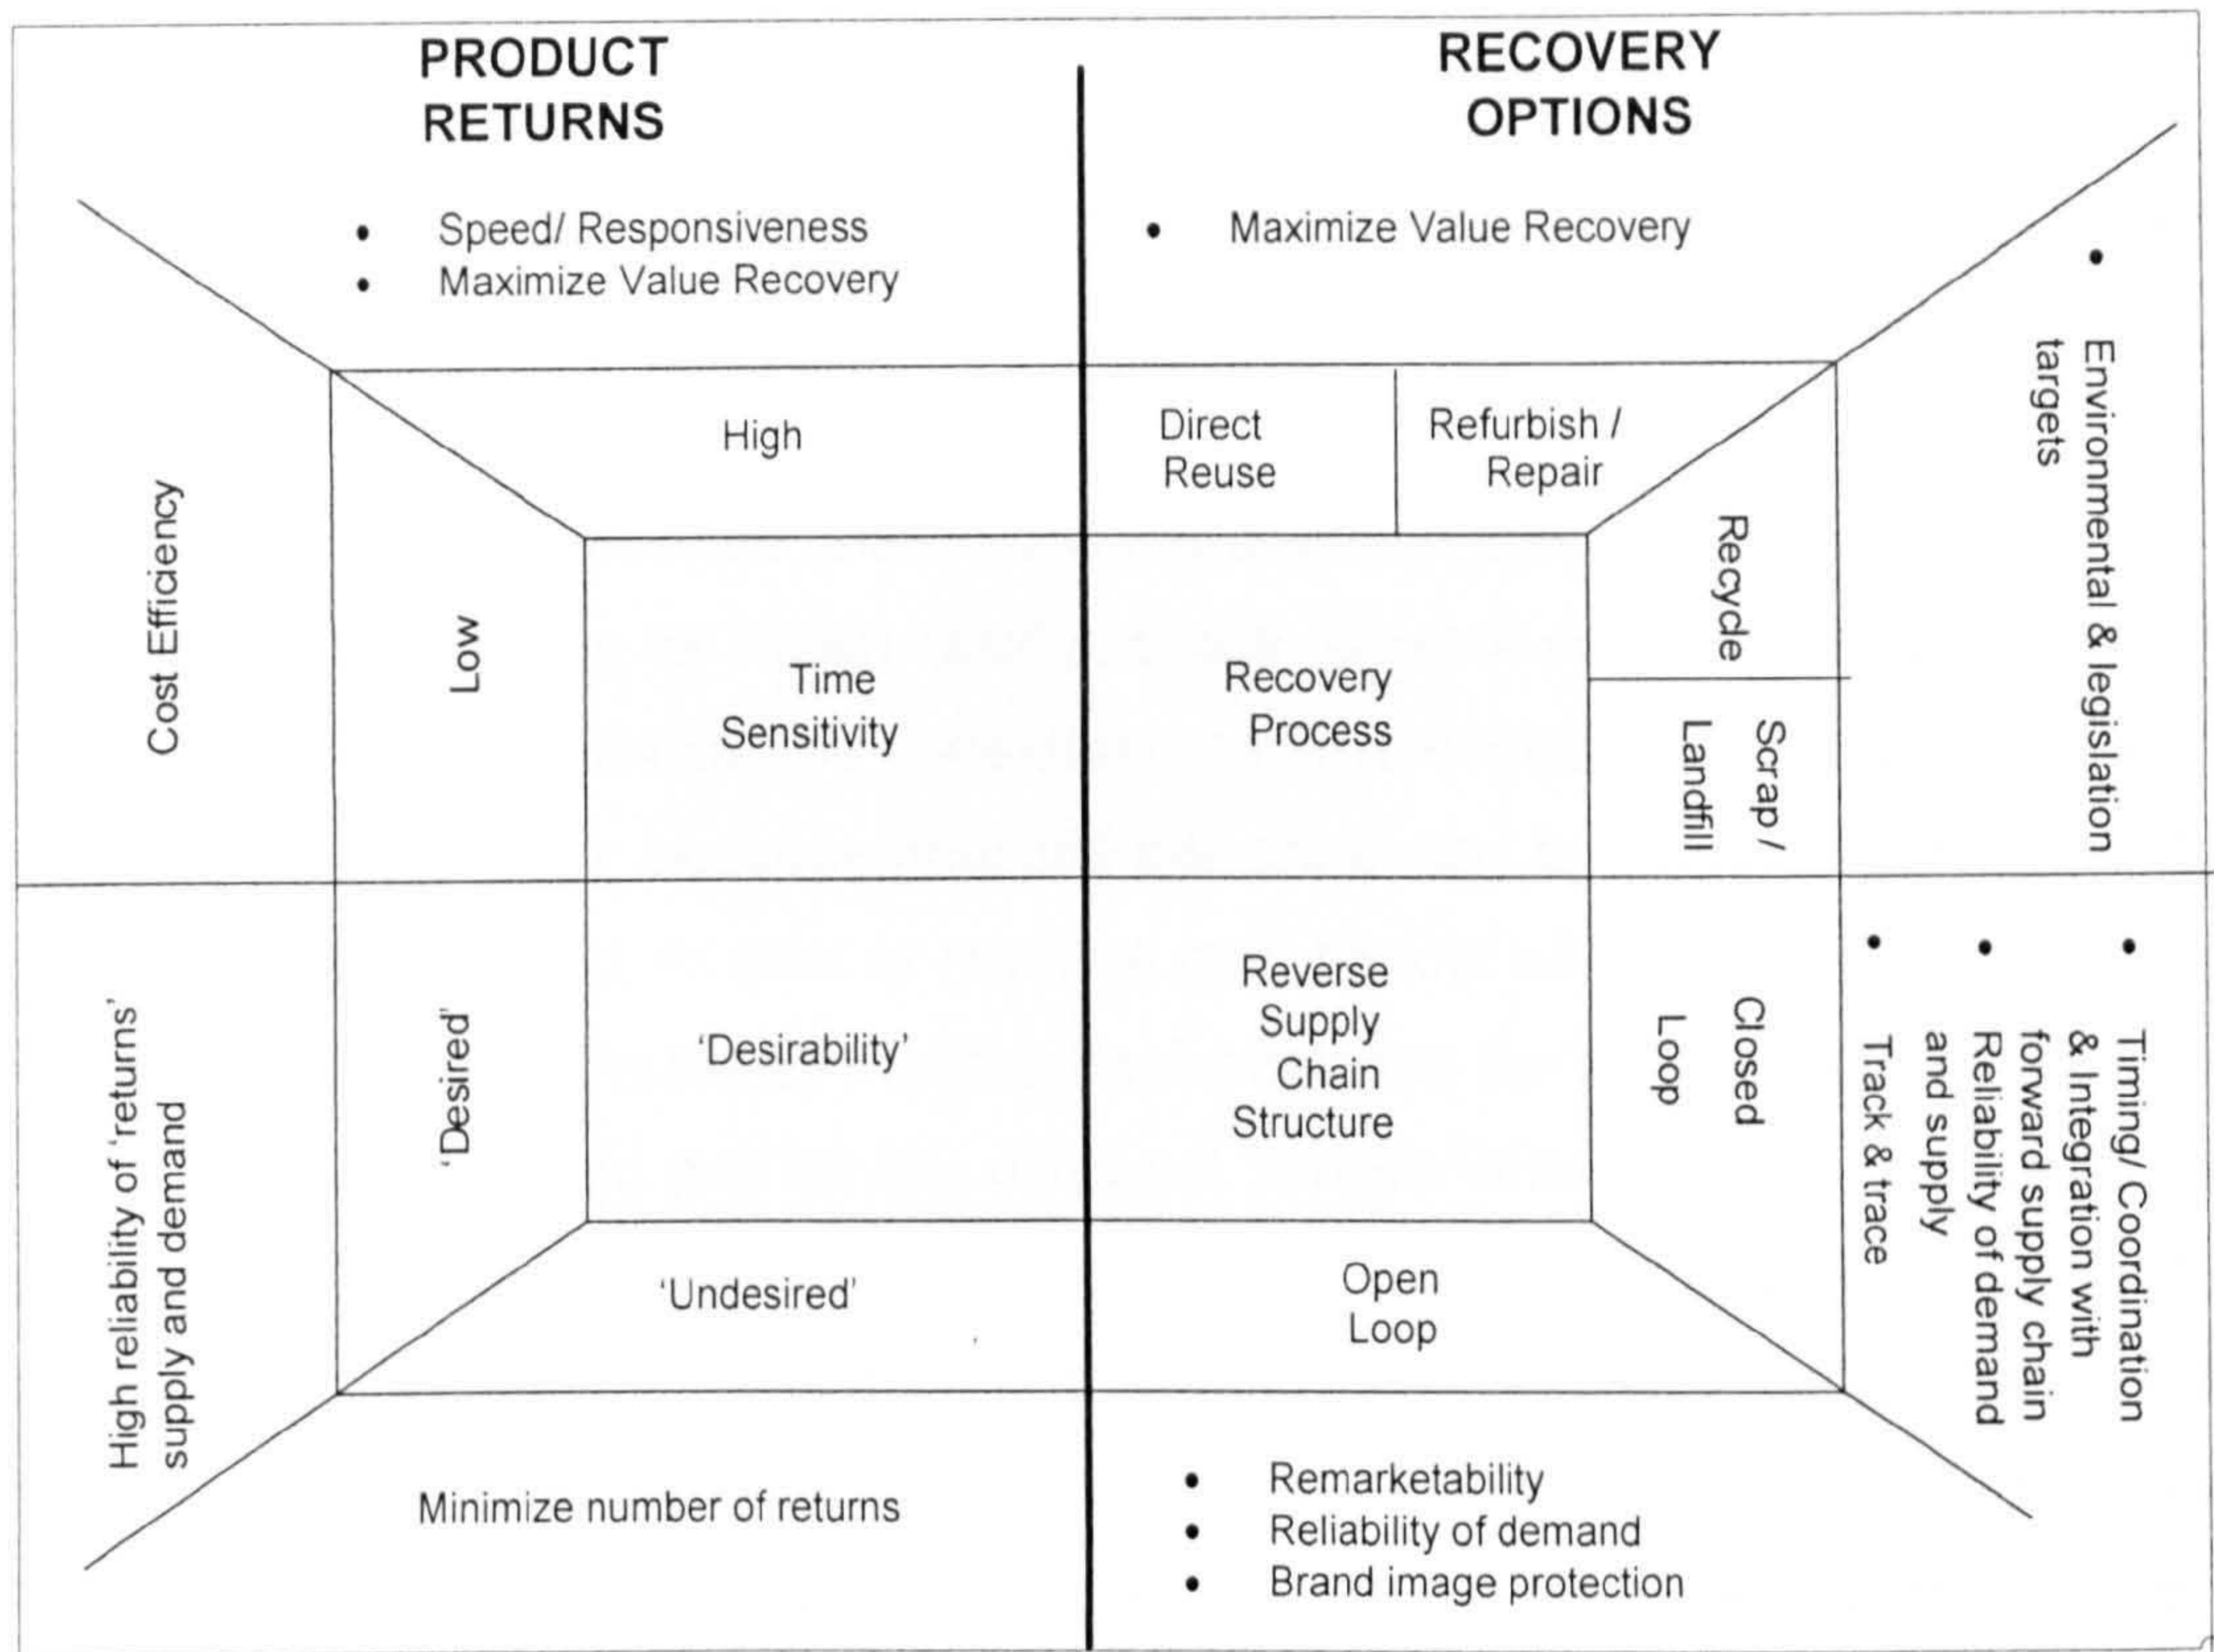 PRODUCT
RETURNS
• Speed/ Responsiveness
• Maximize Value Recovery
RECOVERY
OPTIONS
• Maximize Value Recovery
High
Direct
Reuse
Refurbish /
Repair
Cost Efficiency
Low
Time
Sensitivity
Recovery
Process
Recycle
Scrap /
Landfill
• Environmental & legislation
targets
High reliability of 'returns'
supply and demand
'Desired'
'Desirability'
Reverse
Supply
Chain
Structure
Closed
Loop
• Timing/ Coordination
& Integration with
forward supply chain
• Reliability of demand
and supply
• Track & trace
'Undesired'
Open
Loop
Minimize number of returns
• Remarketability
• Reliability of demand
• Brand image protection